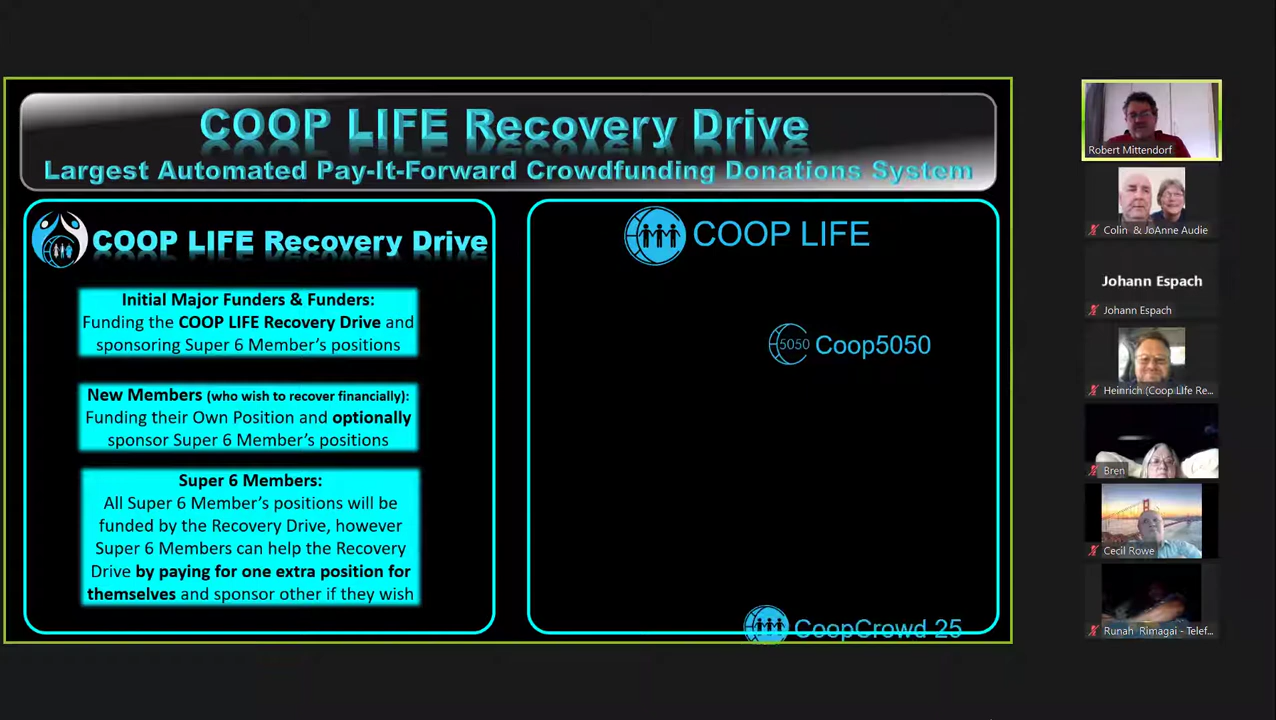 COOP LIFE Recovery Drive
Largest Automated Pay-It-Forward Crowdfunding Donations System
COOP LIFE Recovery Drive
Initial Major Funders & Funders:
Funding the COOP LIFE Recovery Drive and
sponsoring Super 6 Member's positions
New Members (who wish to recover financially):
Funding their Own Position and optionally
sponsor Super 6 Member's positions
Super 6 Members:
All Super 6 Member's positions will be
funded by the Recovery Drive, however
Super 6 Members can help the Recovery
Drive by paying for one extra position for
themselves and sponsor other if they wish
COOP LIFE
5050 Coop5050
CoopCrowd 25
Robert Mittendorf
Colin & JoAnne Audie
Johann Espach
Johann Espach
Heinrich (Coop LIfe Re...
Bren
Cecil Rowe
Runah Rimagai - Telef...